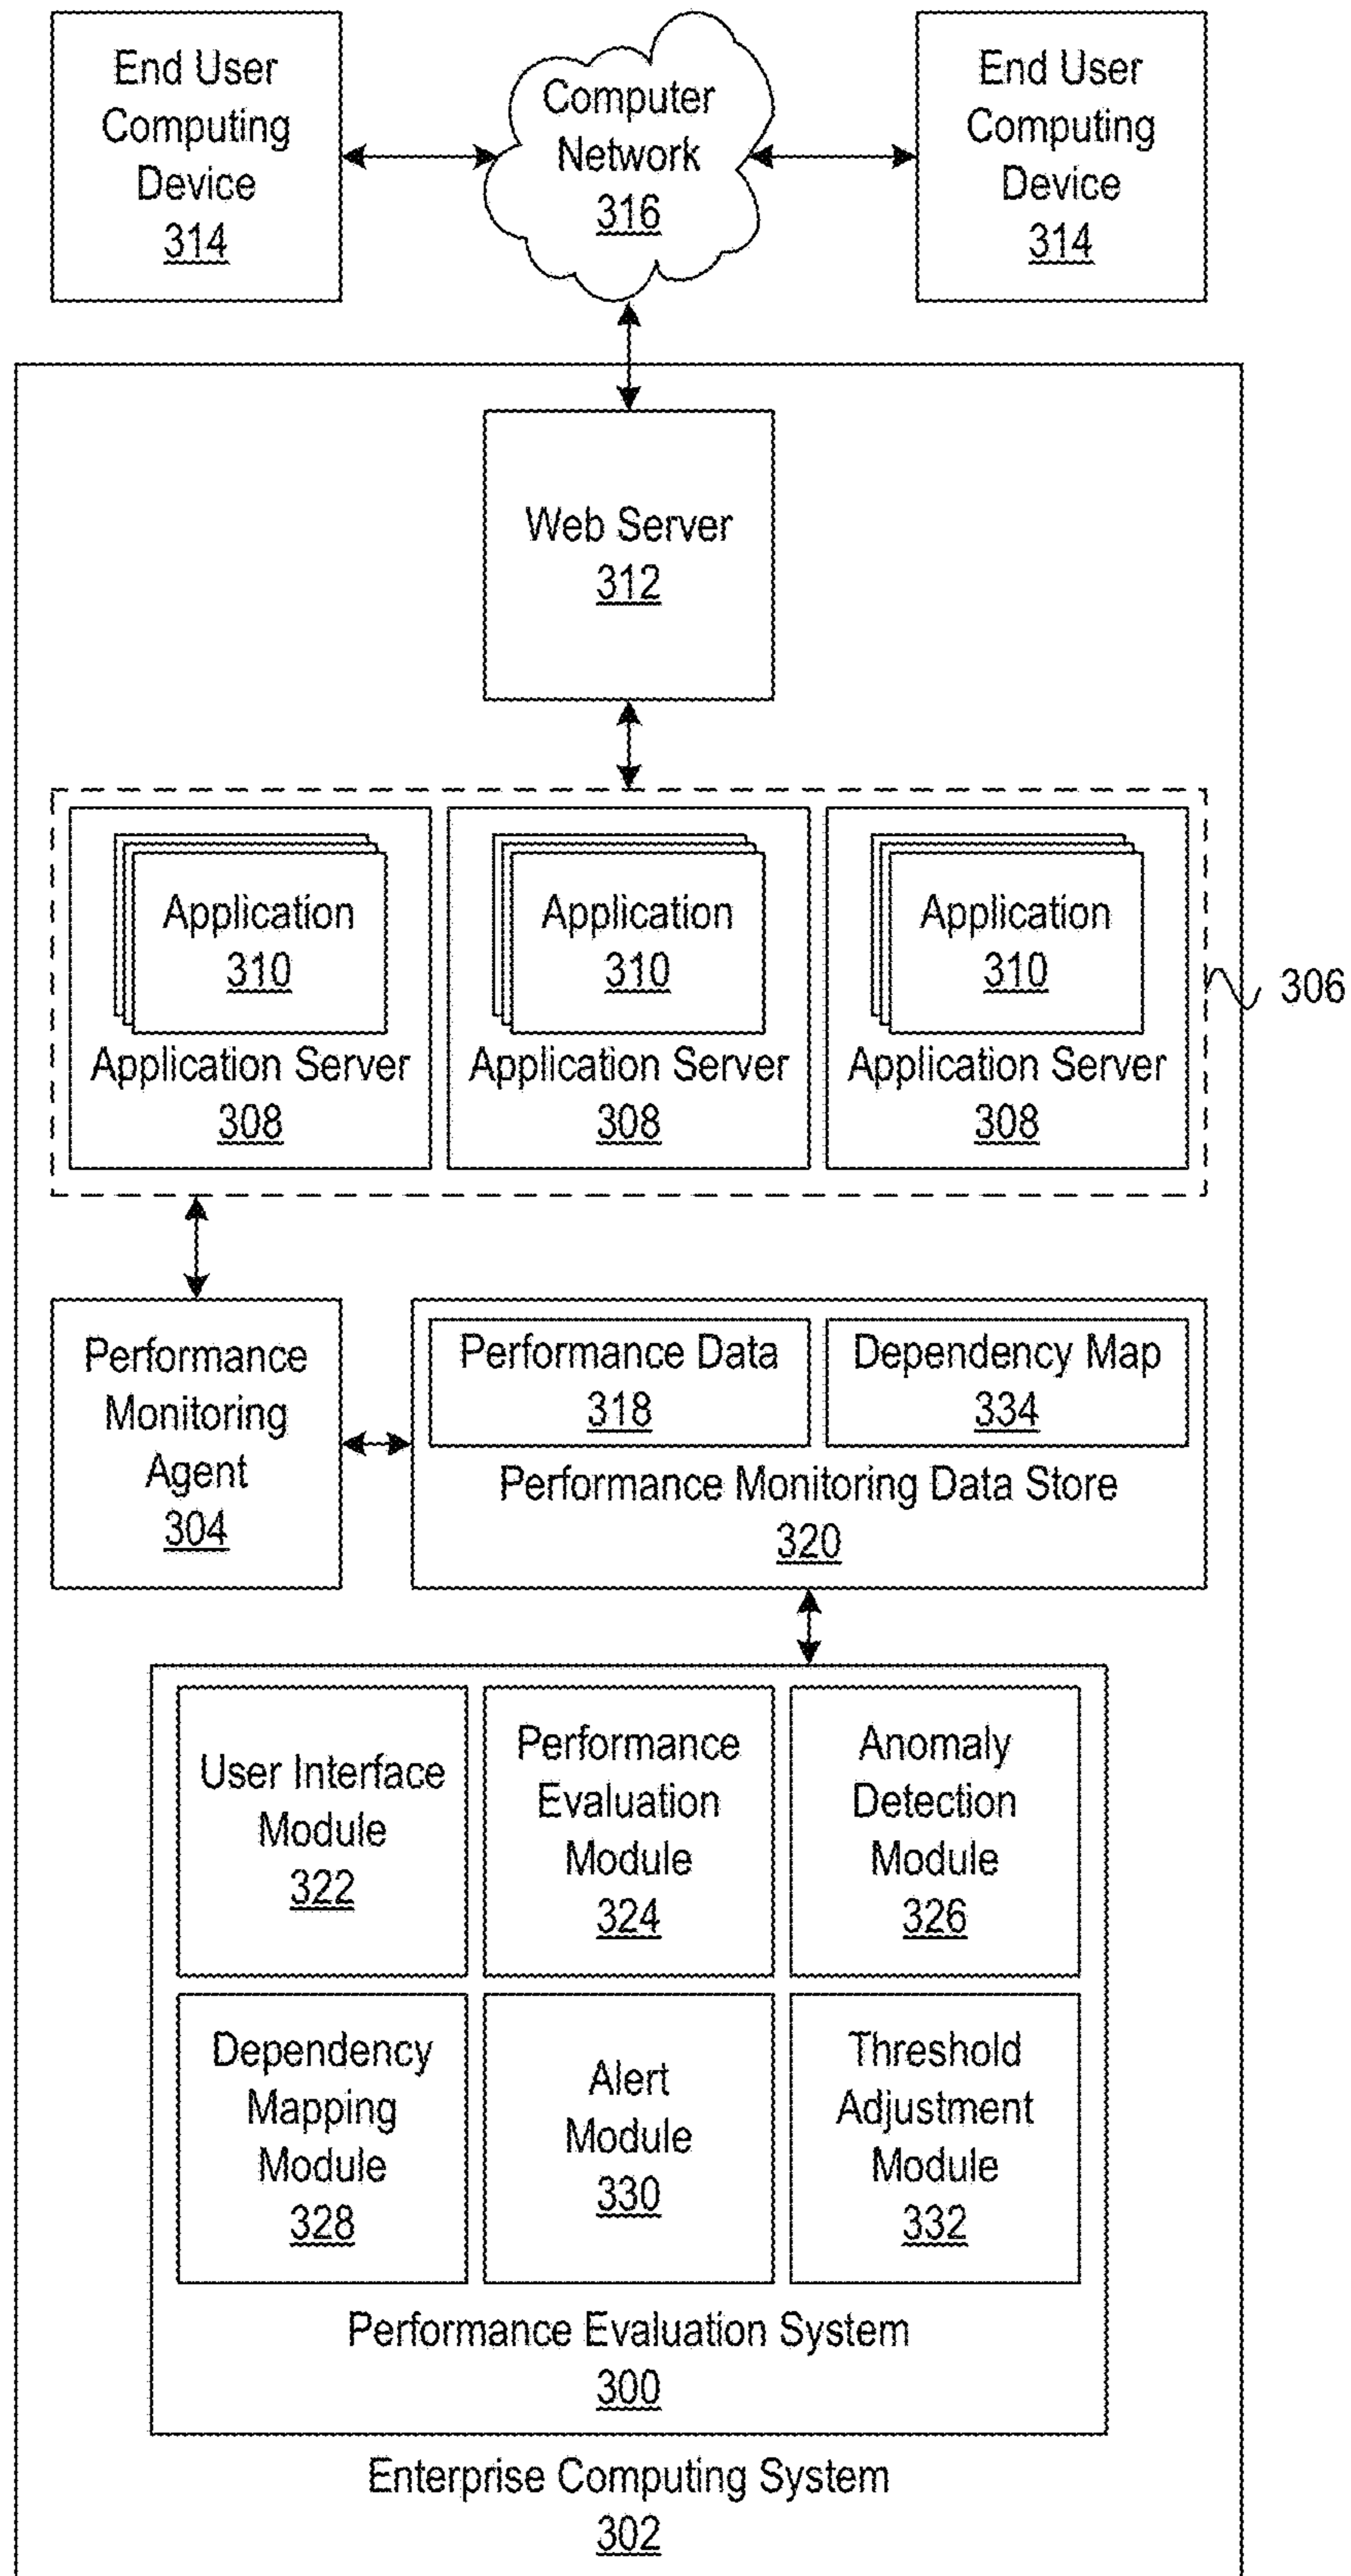 End User
Computing
Device
314
Computer
Network
316
End User
Computing
Device
314
Web Server
312
Application
310
Application Server
308
Application
310
Application Server
308
Application
310
Application Server
308
306
Performance
Monitoring
Agent
304
Performance Data
318
Dependency Map
334
Performance Monitoring Data Store
320
User Interface
Module
322
Performance
Evaluation
Module
324
Anomaly
Detection
Module
326
Dependency
Mapping
Module
328
Alert
Module
330
Threshold
Adjustment
Module
332
Performance Evaluation System
300
Enterprise Computing System
302